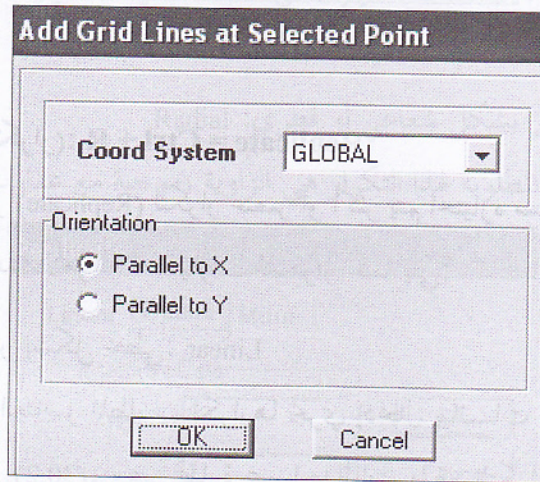 Add Grid Lines at Selected Point
Coord System GLOBAL
Orientation
Parallel to X
Parallel to Y
OK Cancel